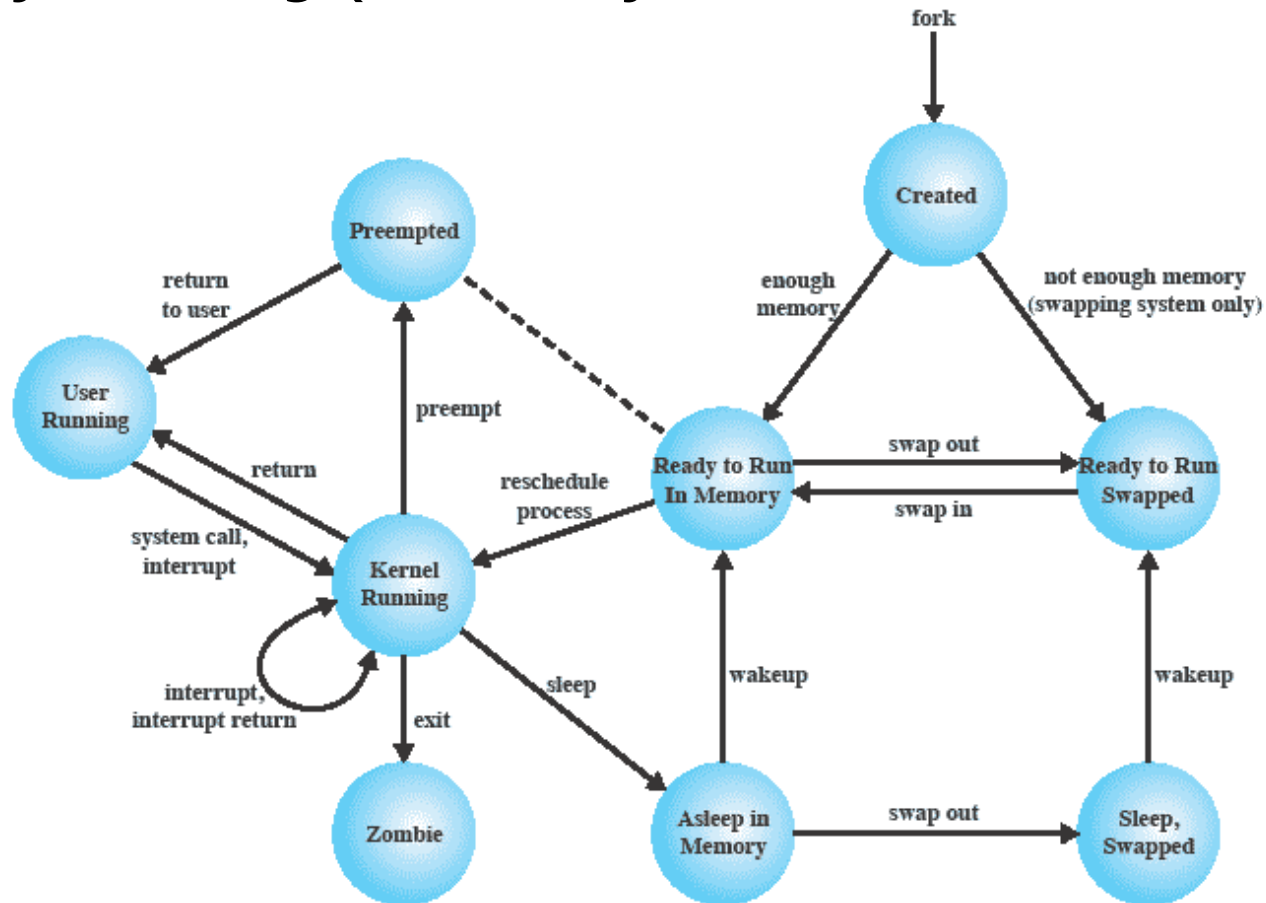 fork
Created
Preempted
return
to user
enough
memory
not enough memory
(swapping system only)
User
Running
preempt
return
swap out
Ready to Run
In Memory
Ready to Run
Swapped
reschedule
process
swap in
system call,
interrupt
Kernel
Running
sleep
wakeup
wakeup
interrupt,
interrupt return
exit
Zombie
Asleep in
Memory
swap out
Sleep,
Swapped